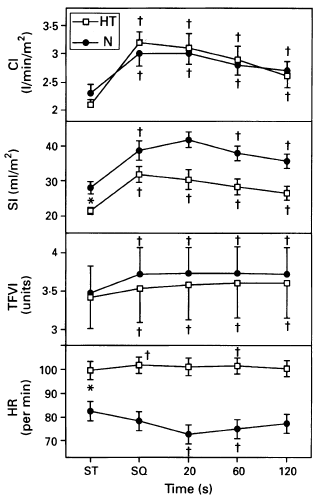 HT
N
CI
(l/min/m²)
3.5
3
2.5
2
† † † †
† † † †
SI (ml/m²)
40
30
20
† † †
*
† † † †
TFVI
(units)
4
3.5
3
† † † †
† † † †
HR
(per min)
100
90
80
70
† †
*
† †
ST SQ 20 60 120
Time (s)